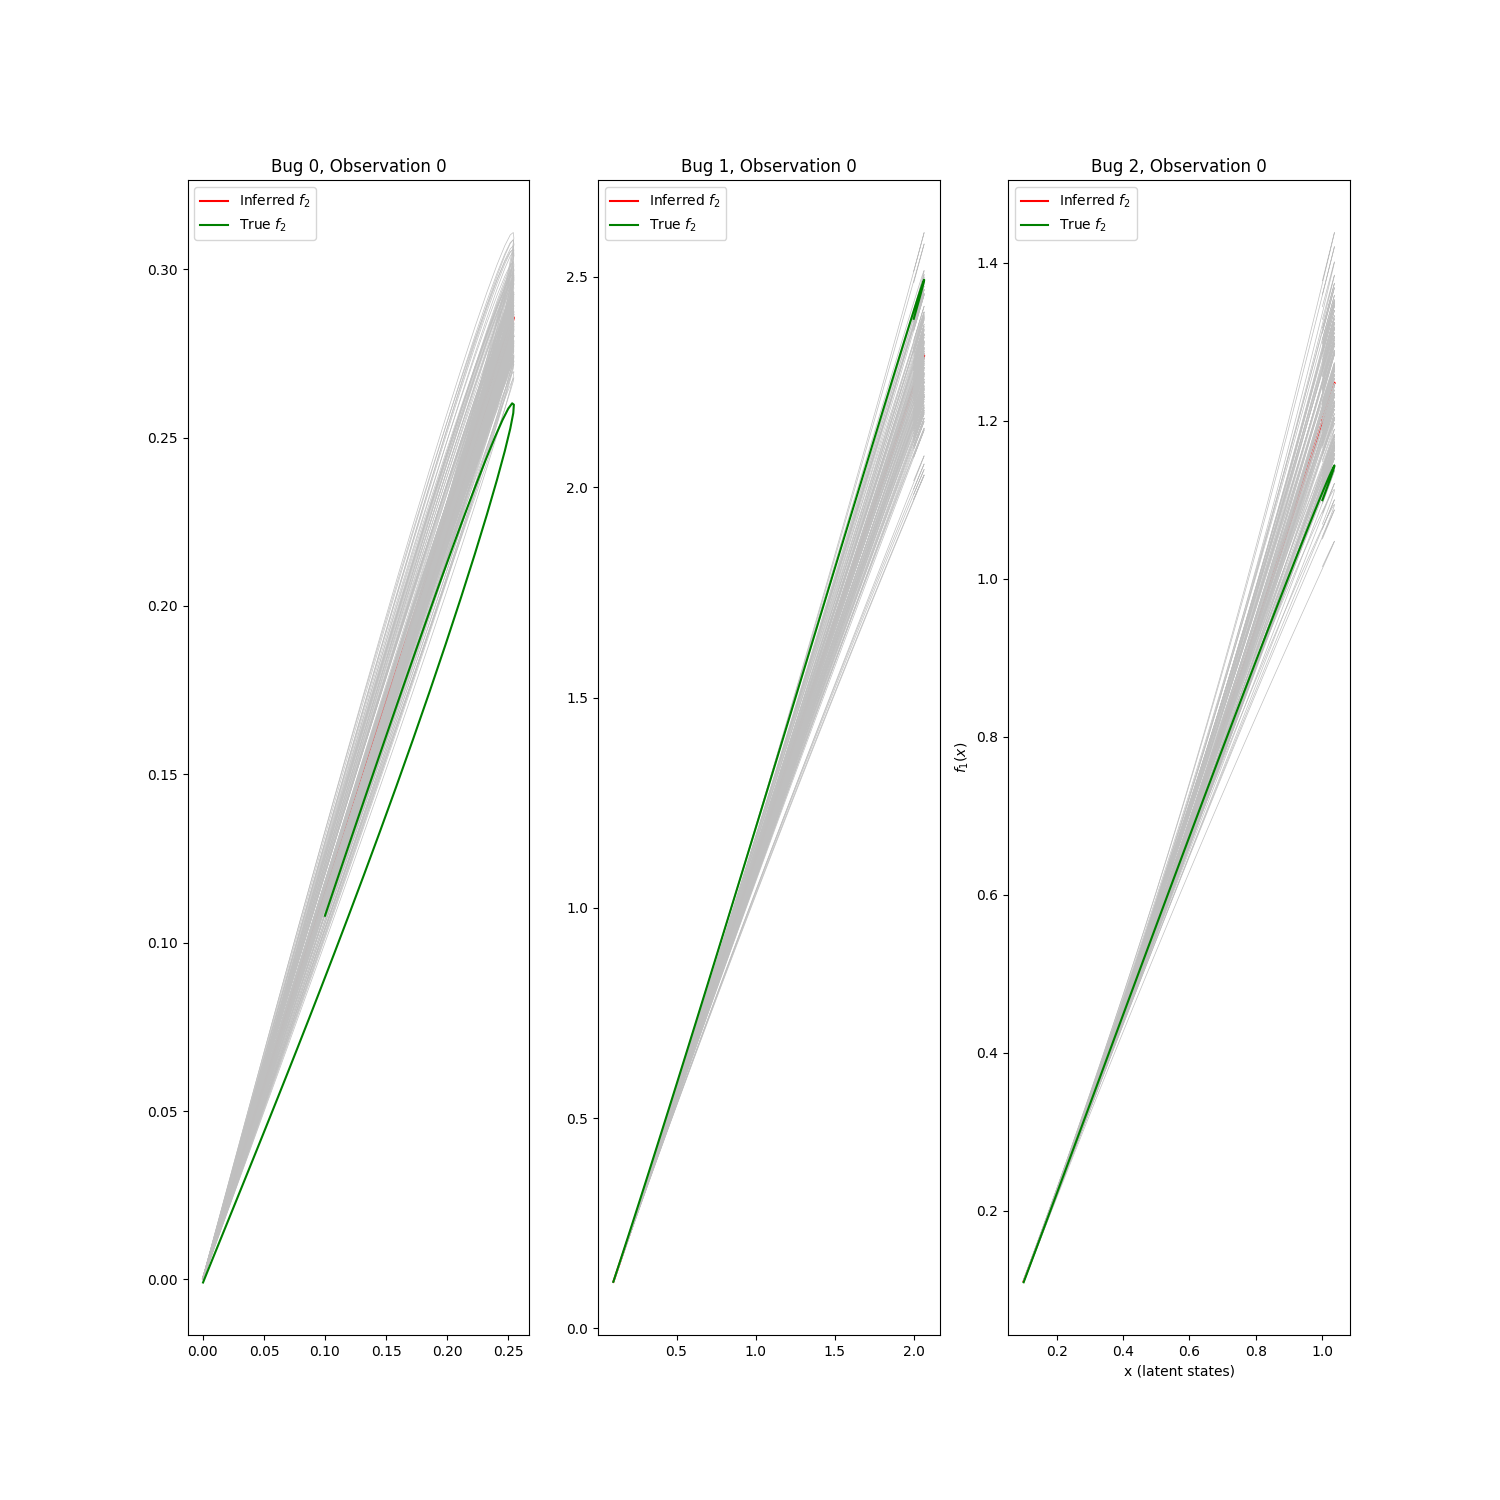 Bug 0, Observation 0
Inferred f₂
True f₂
0.30
0.25
0.20
0.15
0.10
0.05
0.00
0.00 0.05 0.10 0.15 0.20 0.25
Bug 1, Observation 0
Inferred f₂
True f₂
2.5
2.0
1.5
1.0
0.5
0.0
0.5 1.0 1.5 2.0
Bug 2, Observation 0
Inferred f₂
True f₂
f₁(x)
1.4
1.2
1.0
0.8
0.6
0.4
0.2
0.2 0.4 0.6 0.8 1.0
x (latent states)